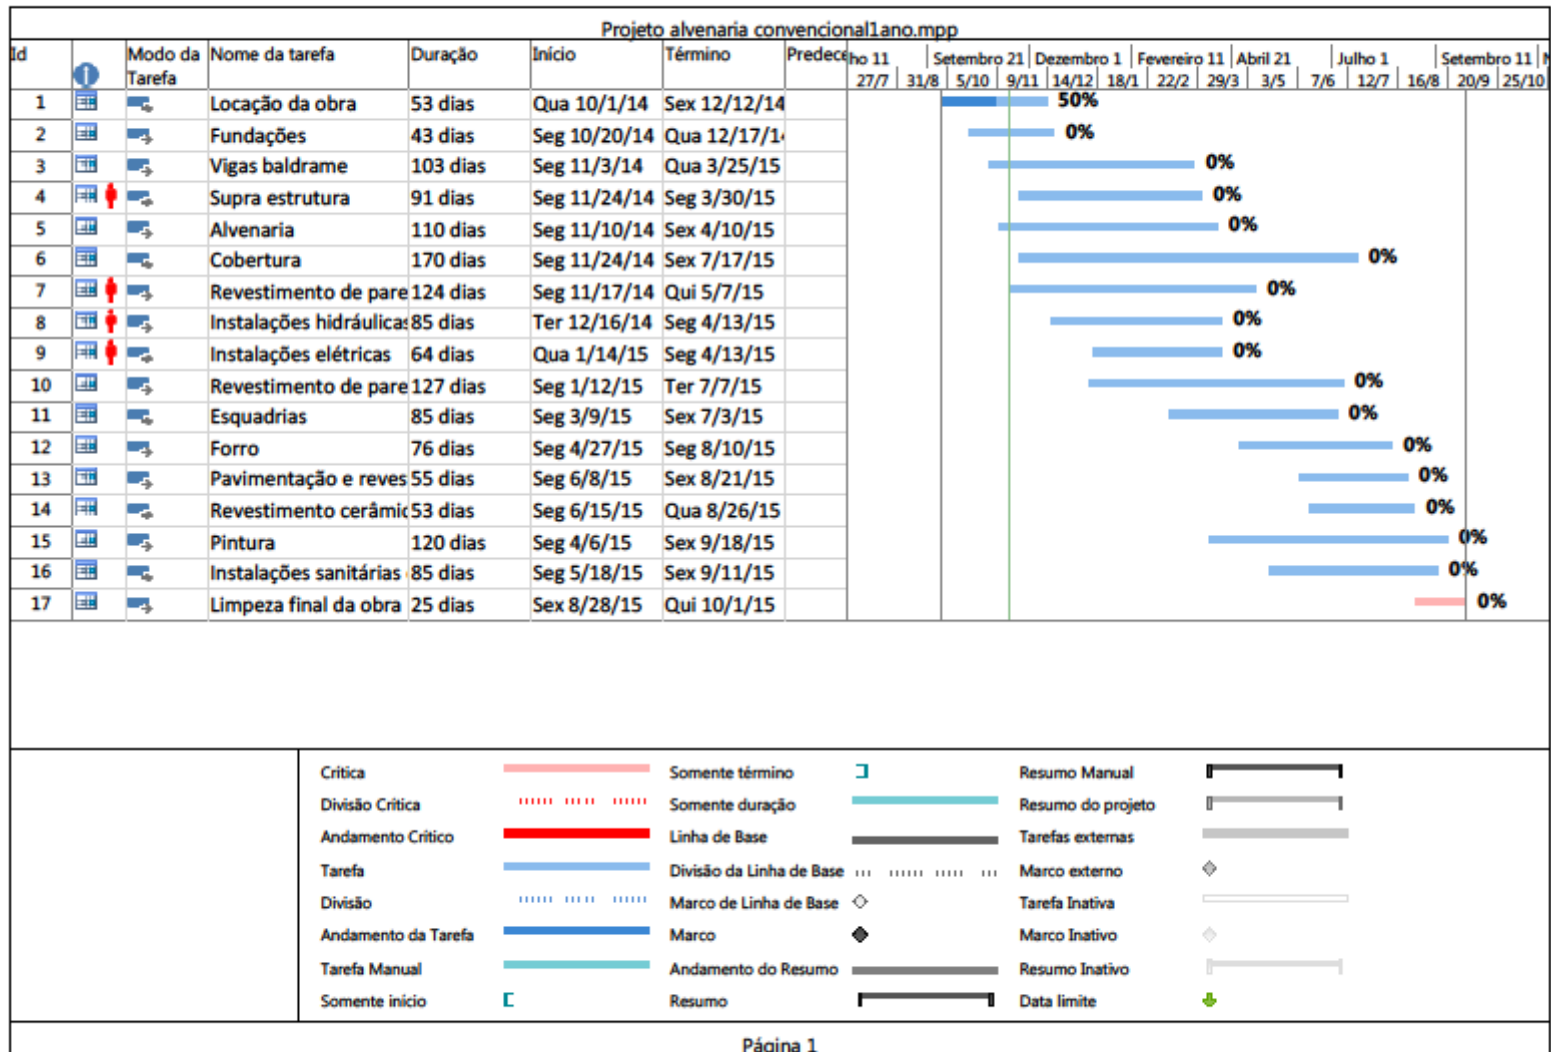 Projeto alvenaria convencional1ano.mpp
Id Modo da Tarefa Nome da tarefa Duração Início Término Predece
ho 11 Setembro 21 Dezembro 1 Fevereiro 11 Abril 21 Julho 1 Setembro 11
27/7 31/8 5/10 9/11 14/12 18/1 22/2 29/3 3/5 7/6 12/7 16/8 20/9 25/10
1 Locação da obra 53 dias Qua 10/1/14 Sex 12/12/14 50%
2 Fundações 43 dias Seg 10/20/14 Qua 12/17/1 0%
3 Vigas baldrame 103 dias Seg 11/3/14 Qua 3/25/15 0%
4 Supra estrutura 91 dias Seg 11/24/14 Seg 3/30/15 0%
5 Alvenaria 110 dias Seg 11/10/14 Sex 4/10/15 0%
6 Cobertura 170 dias Seg 11/24/14 Sex 7/17/15 0%
7 Revestimento de pare 124 dias Seg 11/17/14 Qui 5/7/15 0%
8 Instalações hidráulicas 85 dias Ter 12/16/14 Seg 4/13/15 0%
9 Instalações elétricas 64 dias Qua 1/14/15 Seg 4/13/15 0%
10 Revestimento de pare 127 dias Seg 1/12/15 Ter 7/7/15 0%
11 Esquadrias 85 dias Seg 3/9/15 Sex 7/3/15 0%
12 Forro 76 dias Seg 4/27/15 Seg 8/10/15 0%
13 Pavimentação e reves 55 dias Seg 6/8/15 Sex 8/21/15 0%
14 Revestimento cerâmic 53 dias Seg 6/15/15 Qua 8/26/15 0%
15 Pintura 120 dias Seg 4/6/15 Sex 9/18/15 0%
16 Instalações sanitárias 85 dias Seg 5/18/15 Sex 9/11/15 0%
17 Limpeza final da obra 25 dias Sex 8/28/15 Qui 10/1/15 0%
Crítica Somente término Resumo Manual
Divisão Crítica Somente duração Resumo do projeto
Andamento Crítico Linha de Base Tarefas externas
Tarefa Divisão da Linha de Base Marco externo
Divisão Marco de Linha de Base Tarefa Inativa
Andamento da Tarefa Marco Marco Inativo
Tarefa Manual Andamento do Resumo Resumo Inativo
Somente início Resumo Data limite
Página 1